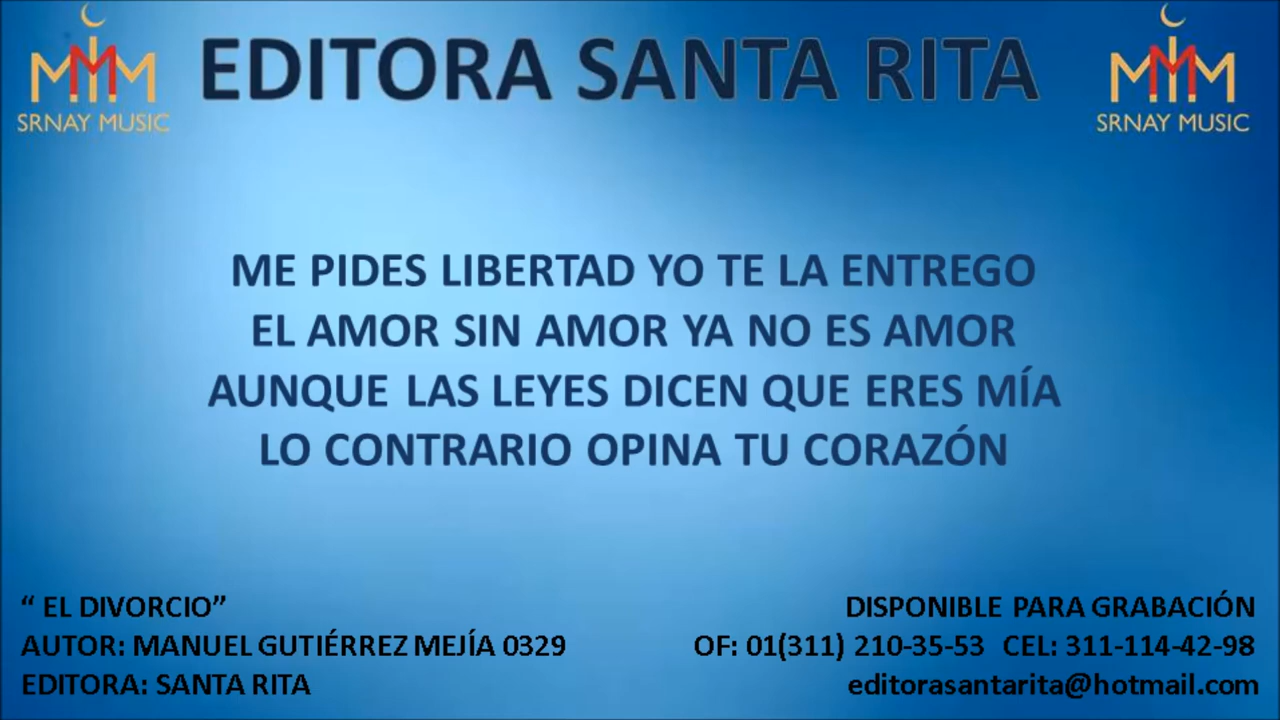 EDITORA SANTA RITA
SRNAY MUSIC
SRNAY MUSIC
ME PIDES LIBERTAD YO TE LA ENTREGO
EL AMOR SIN AMOR YA NO ES AMOR
AUNQUE LAS LEYES DICEN QUE ERES MÍA
LO CONTRARIO OPINA TU CORAZÓN
“ EL DIVORCIO”
AUTOR: MANUEL GUTIÉRREZ MEJÍA 0329
EDITORA: SANTA RITA
DISPONIBLE PARA GRABACIÓN
OF: 01(311) 210-35-53 CEL: 311-114-42-98
editorasantarita@hotmail.com